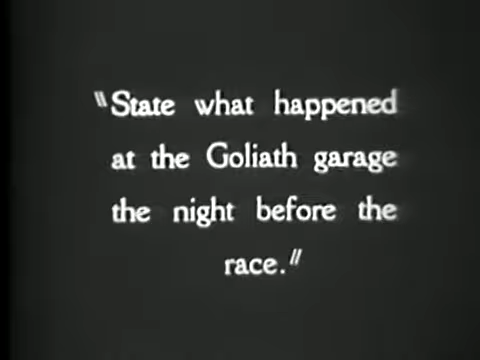 "State what happened
at the Goliath garage
the night before the
race."